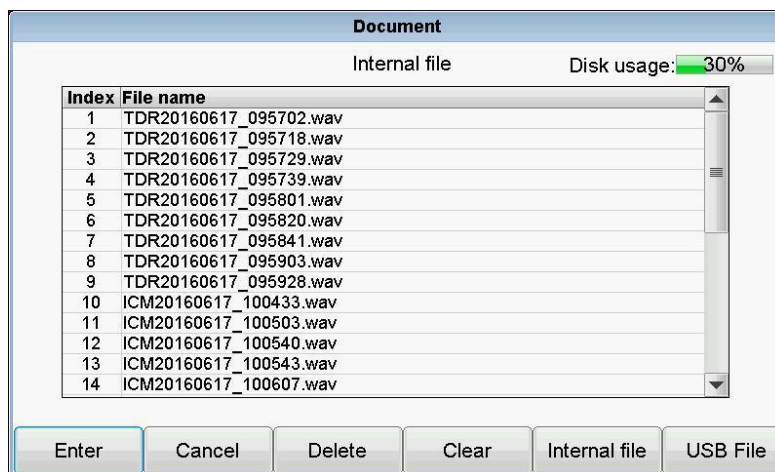 Document
Internal file Disk usage: 30%
Index File name
1 TDR20160617_095702.wav
2 TDR20160617_095718.wav
3 TDR20160617_095729.wav
4 TDR20160617_095739.wav
5 TDR20160617_095801.wav
6 TDR20160617_095820.wav
7 TDR20160617_095841.wav
8 TDR20160617_095903.wav
9 TDR20160617_095928.wav
10 ICM20160617_100433.wav
11 ICM20160617_100503.wav
12 ICM20160617_100540.wav
13 ICM20160617_100543.wav
14 ICM20160617_100607.wav
Enter Cancel Delete Clear Internal file USB File